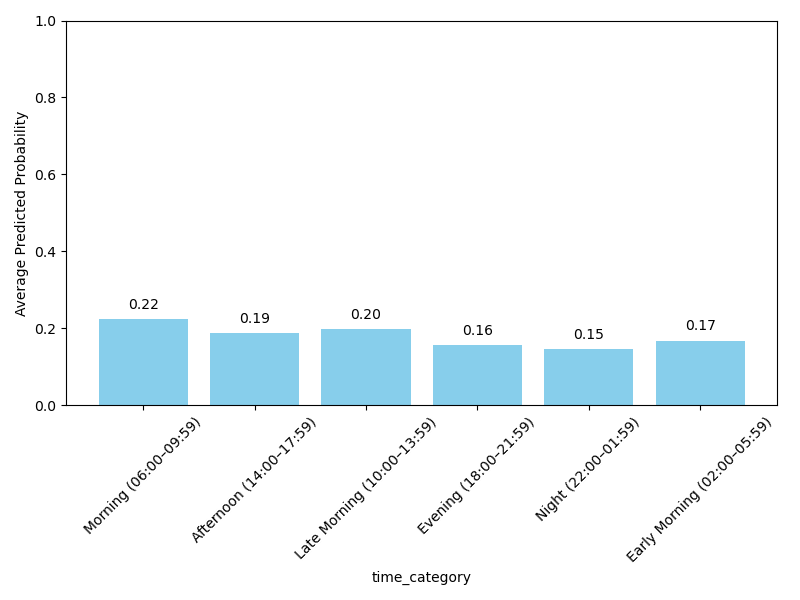 Average Predicted Probability
1.0
0.8
0.6
0.4
0.2
0.0
0.22
0.19
0.20
0.16
0.15
0.17
Morning (06:00–09:59)
Afternoon (14:00–17:59)
Late Morning (10:00–13:59)
Evening (18:00–21:59)
Night (22:00–01:59)
Early Morning (02:00–05:59)
time_category